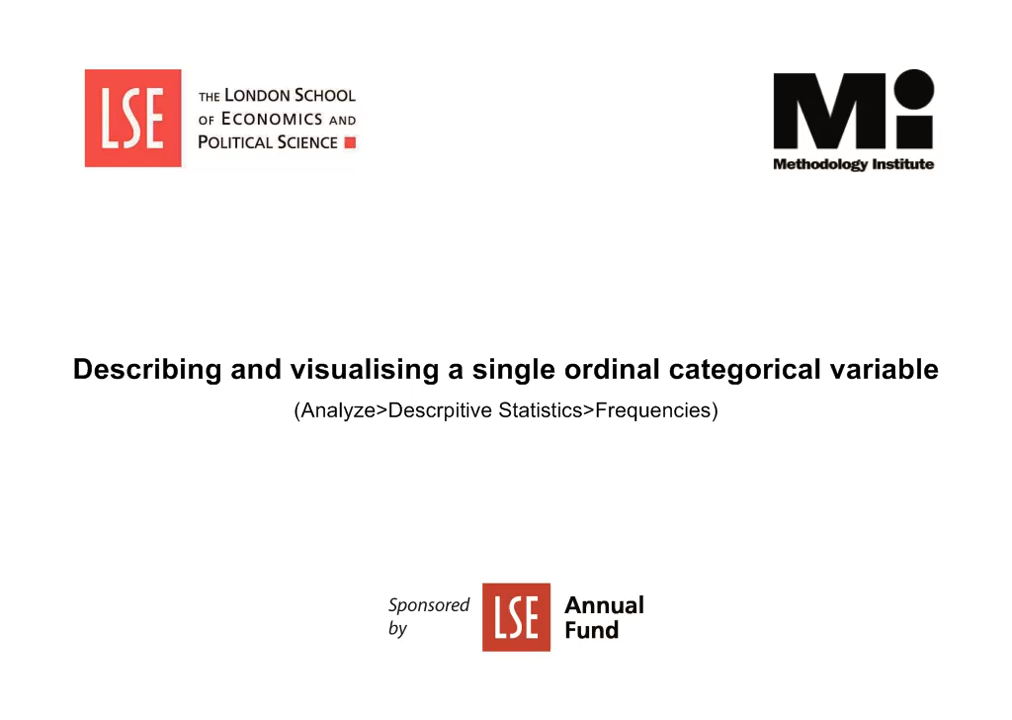 LSE THE LONDON SCHOOL
OF ECONOMICS AND
POLITICAL SCIENCE
Mi
Methodology Institute
Describing and visualising a single ordinal categorical variable
(Analyze>Descrpitive Statistics>Frequencies)
Sponsored
by
LSE
Annual
Fund